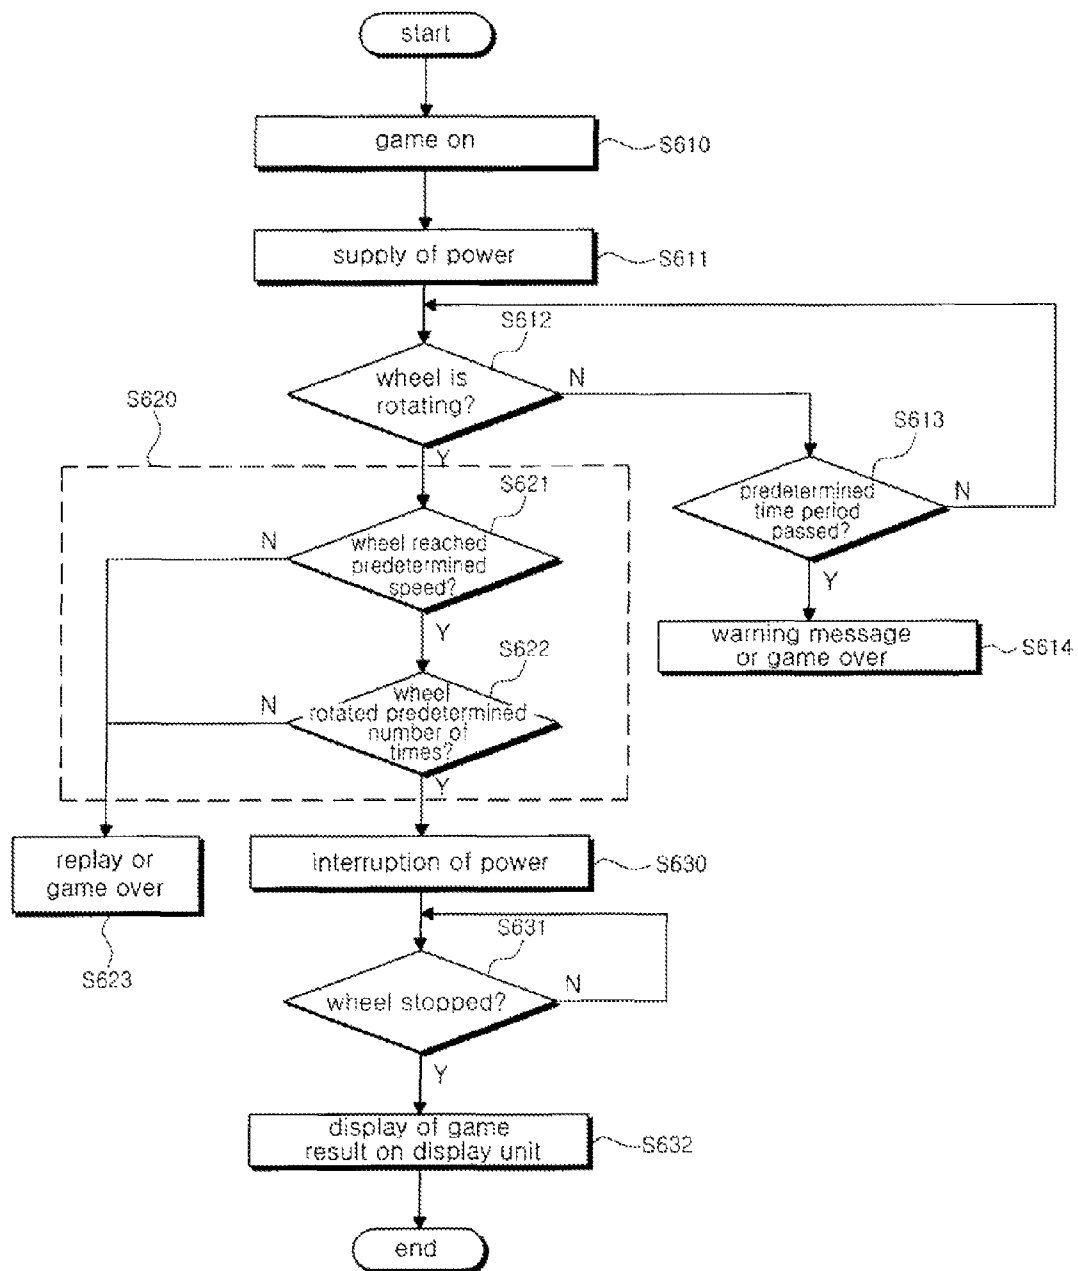 start
game on
S610
supply of power
S611
S612
wheel is
rotating?
N
Y
S620
S613
predetermined
time period
passed?
N
Y
S621
wheel reached
predetermined
speed?
N
Y
warning message
or game over
S614
S622
wheel
rotated predetermined
number of
times?
N
Y
replay or
game over
S623
interruption of power
S630
S631
wheel stopped?
N
Y
display of game
result on display unit
S632
end